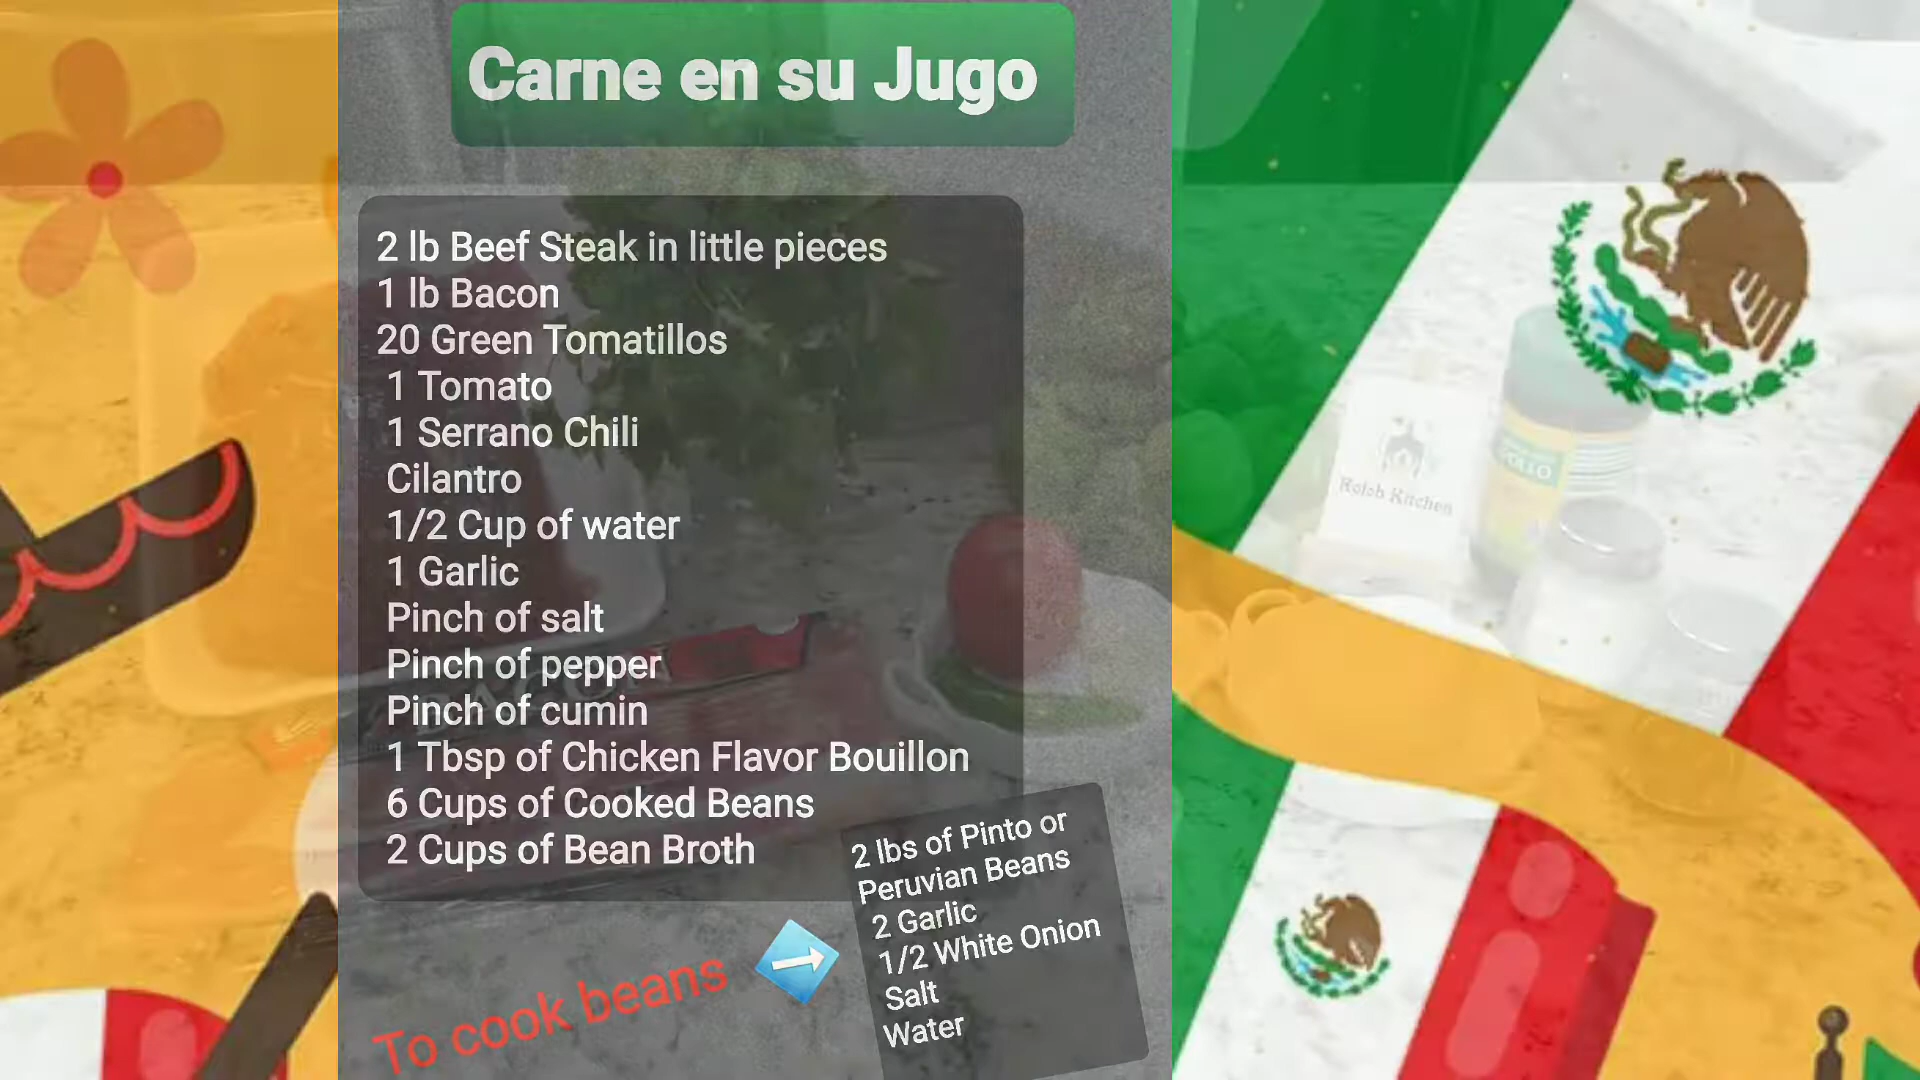 Carne en su Jugo
2 lb Beef Steak in little pieces
1 lb Bacon
20 Green Tomatillos
1 Tomato
1 Serrano Chili
Cilantro
1/2 Cup of water
1 Garlic
Pinch of salt
Pinch of pepper
Pinch of cumin
1 Tbsp of Chicken Flavor Bouillon
6 Cups of Cooked Beans
2 Cups of Bean Broth
To cook beans
2 lbs of Pinto or
Peruvian Beans
2 Garlic
1/2 White Onion
Salt
Water
BACON
Kitchen